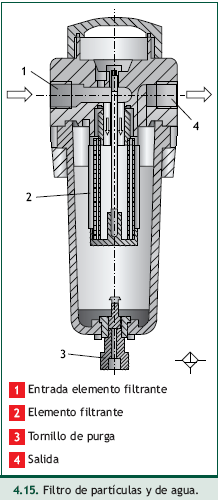 1
4
2
3
1 Entrada elemento filtrante
2 Elemento filtrante
3 Tornillo de purga
4 Salida
4.15. Filtro de partículas y de agua.